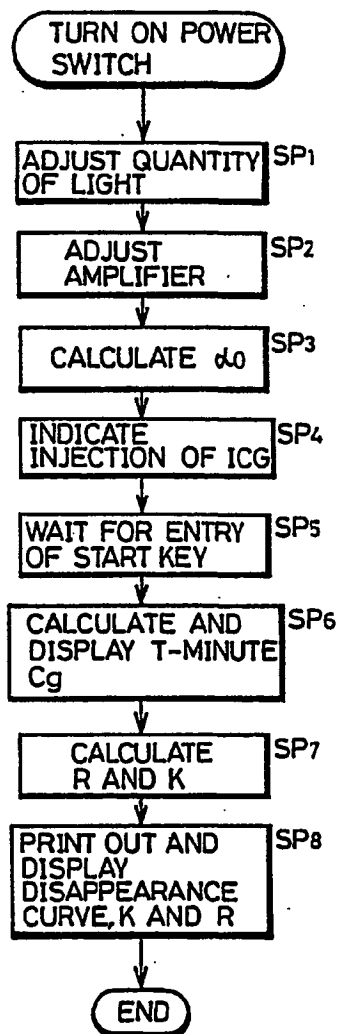 TURN ON POWER
SWITCH
ADJUST QUANTITY
OF LIGHT
SP1
ADJUST
AMPLIFIER
SP2
CALCULATE α0
SP3
INDICATE
INJECTION OF ICG
SP4
WAIT FOR ENTRY
OF START KEY
SP5
CALCULATE AND
DISPLAY T-MINUTE
Cg
SP6
CALCULATE
R AND K
SP7
PRINT OUT AND
DISPLAY
DISAPPEARANCE
CURVE, K AND R
SP8
END